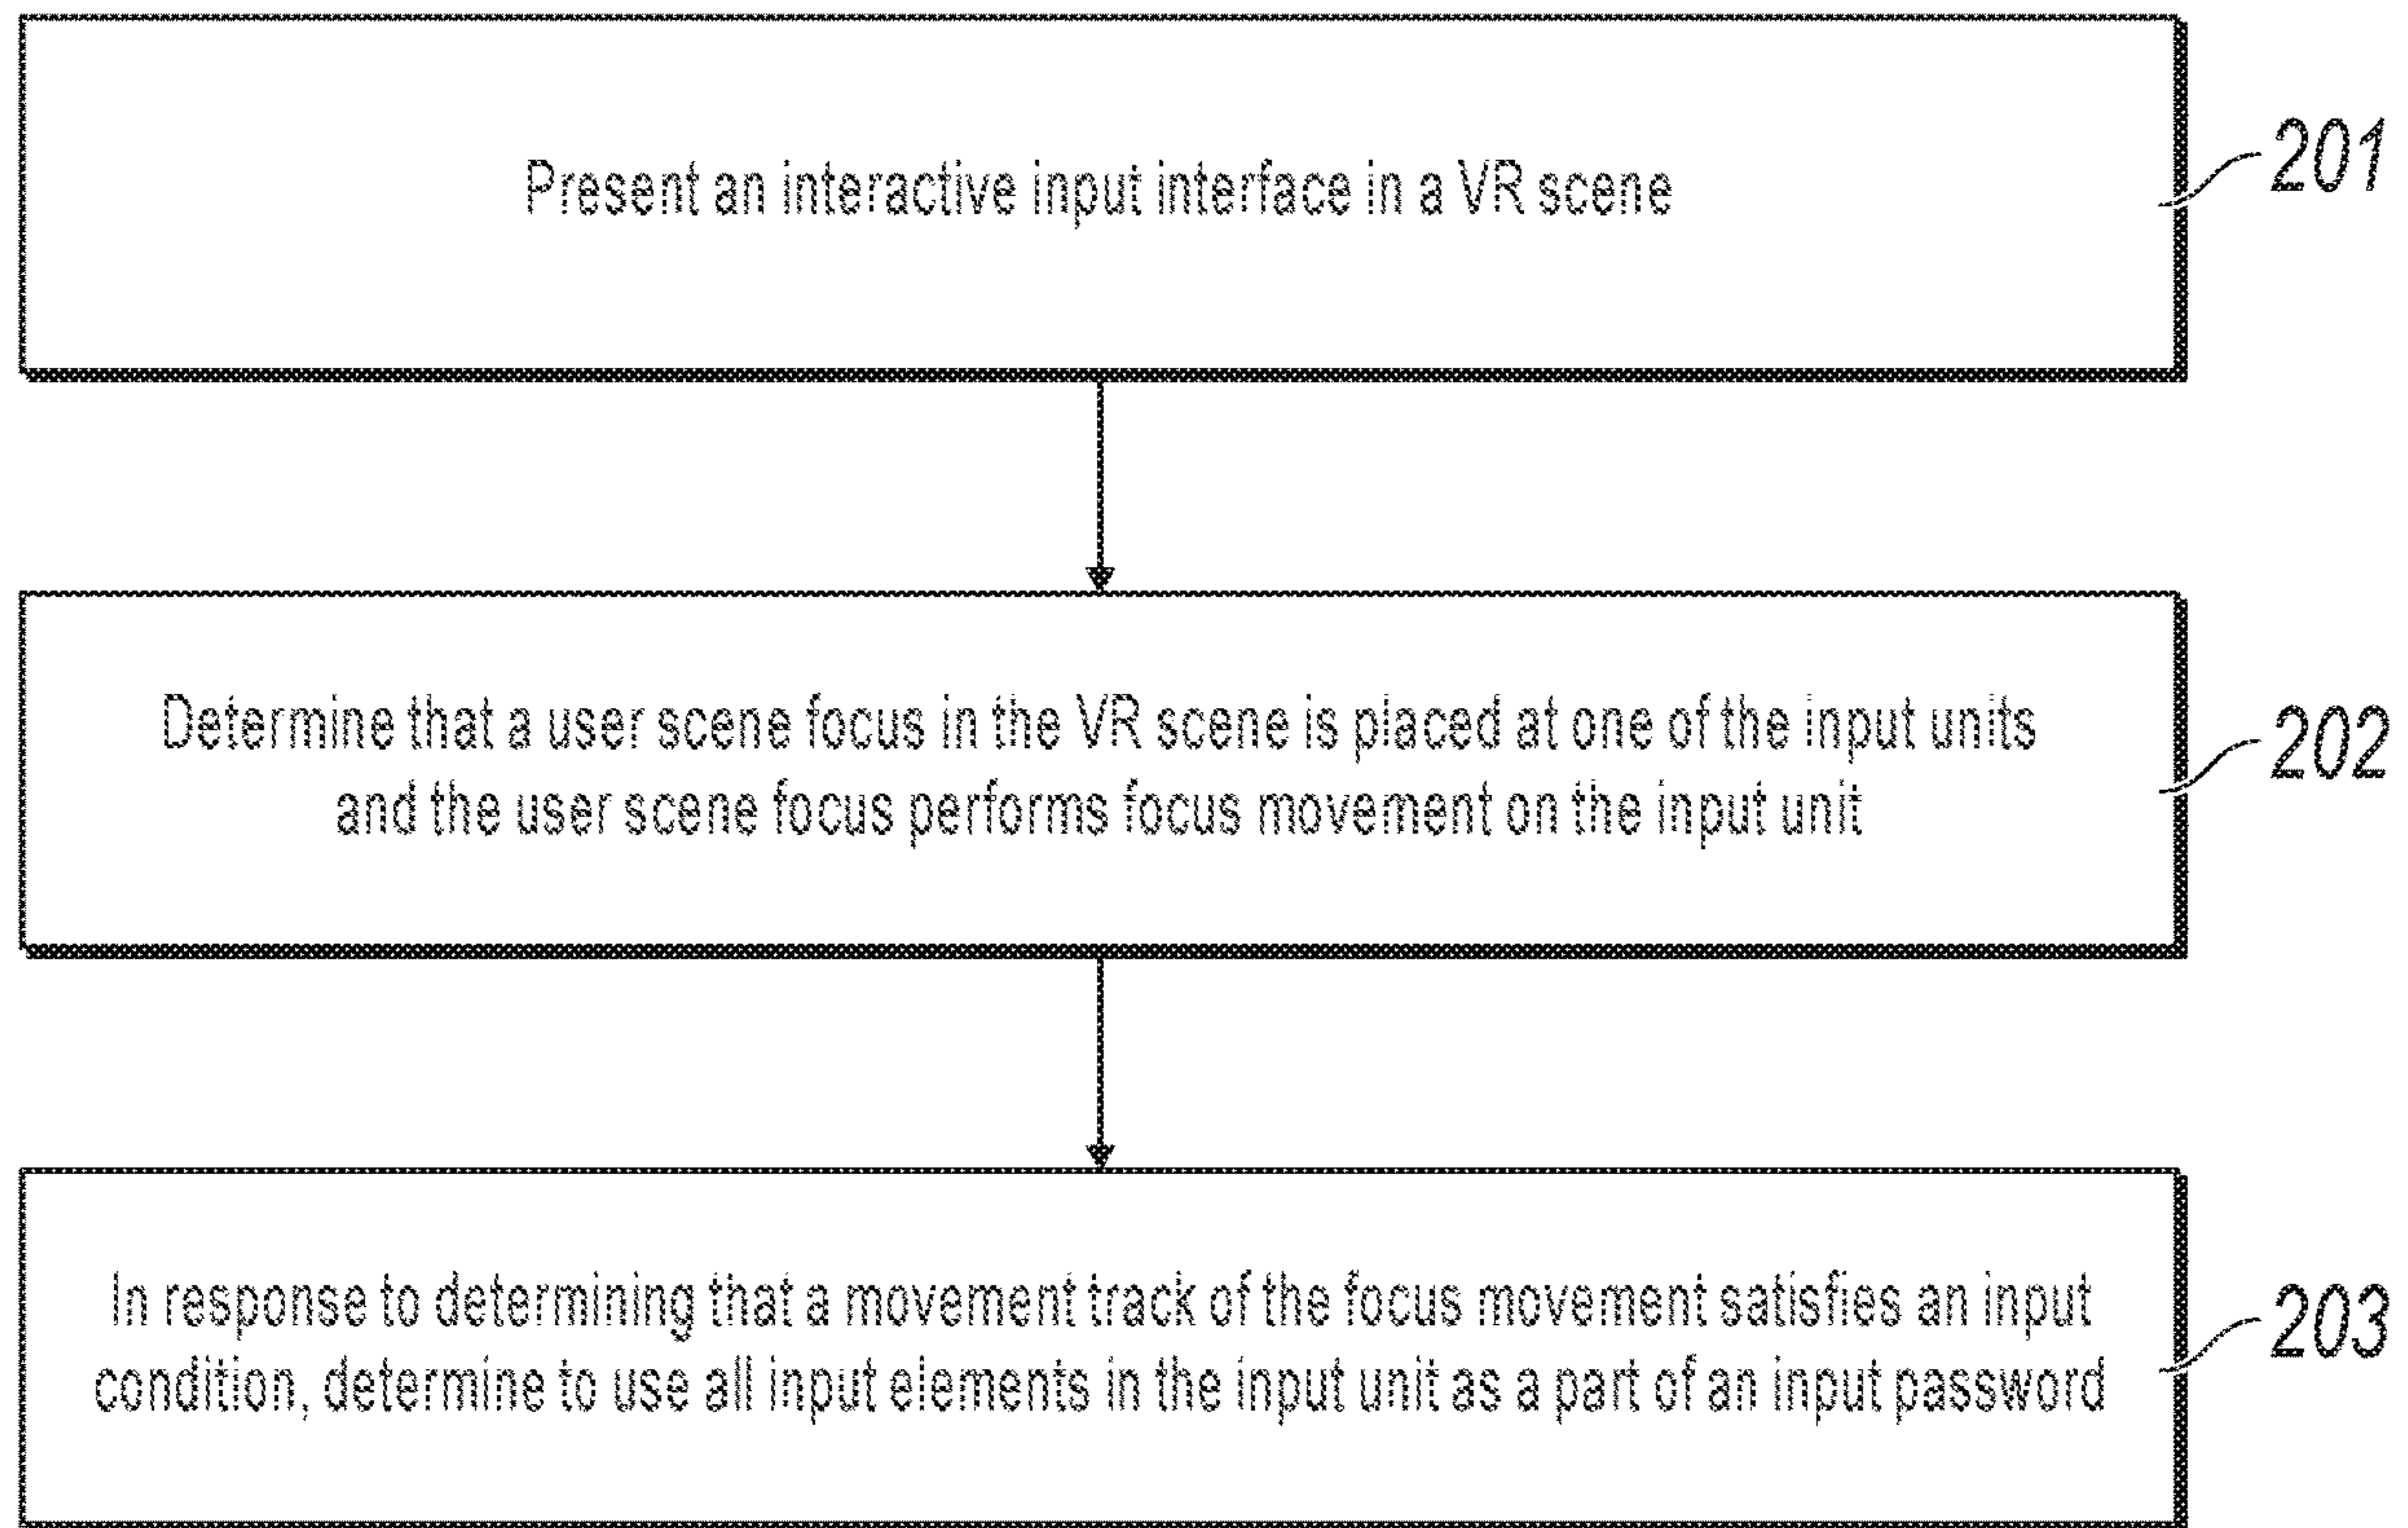 Present an interactive input interface in a VR scene
201
Determine that a user scene focus in the VR scene is placed at one of the input units
and the user scene focus performs focus movement on the input unit
202
In response to determining that a movement track of the focus movement satisfies an input
condition, determine to use all input elements in the input unit as a part of an input password
203